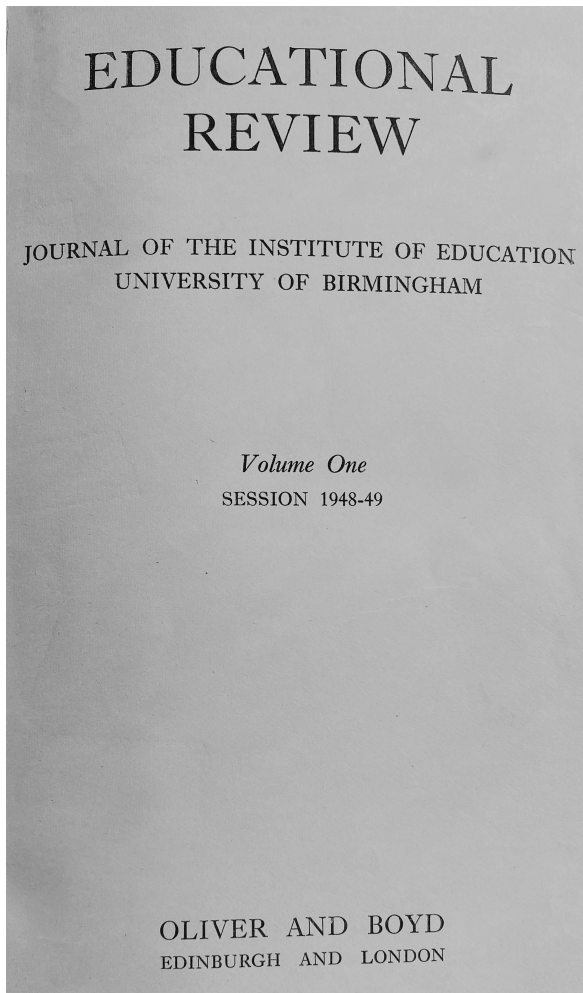 EDUCATIONAL
REVIEW
JOURNAL OF THE INSTITUTE OF EDUCATION
UNIVERSITY OF BIRMINGHAM
Volume One
SESSION 1948-49
OLIVER AND BOYD
EDINBURGH AND LONDON